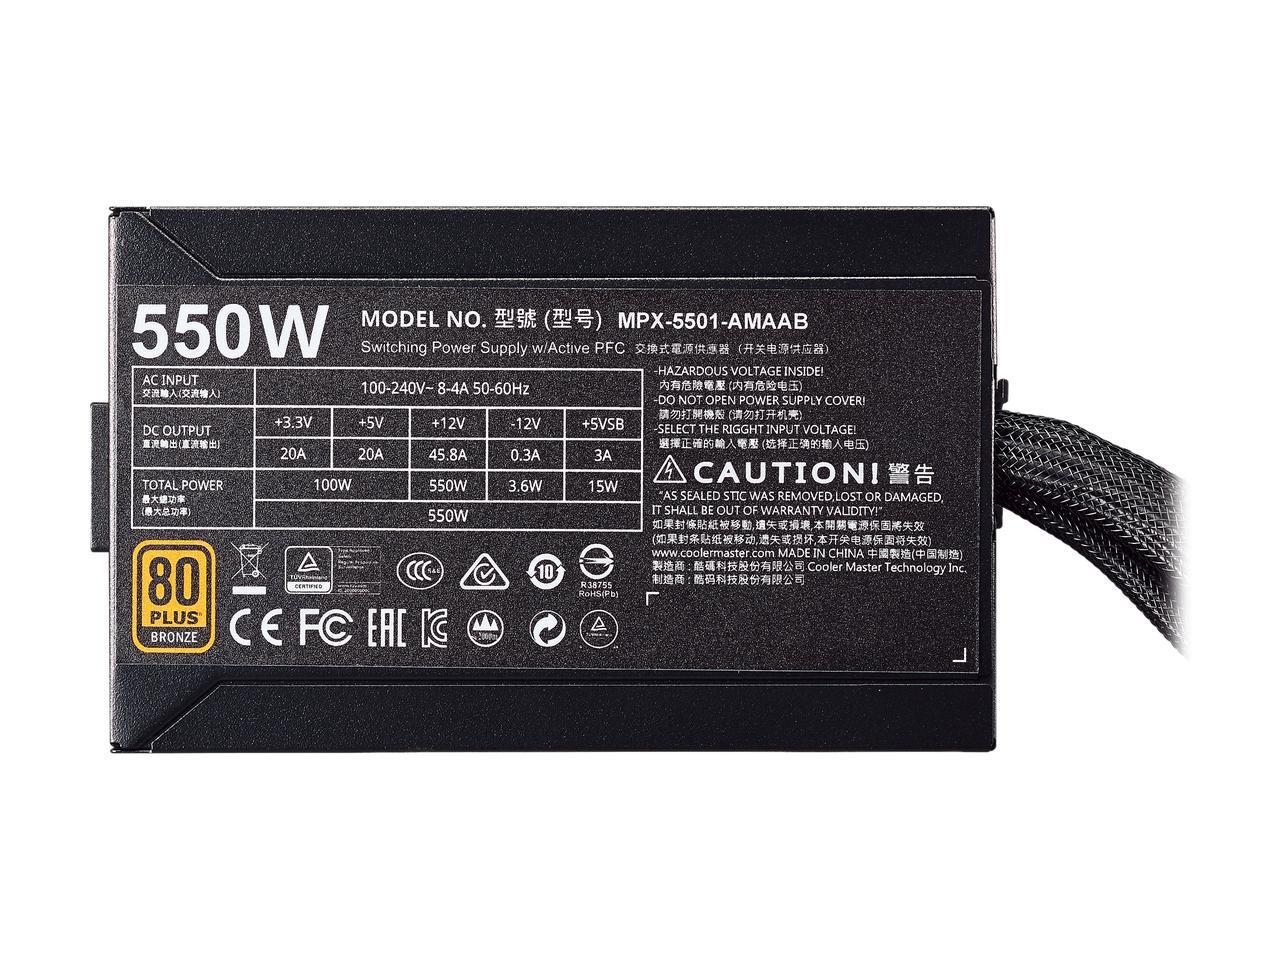 550W
MODEL NO. 型號 (型号) MPX-5501-AMAAB
Switching Power Supply w/Active PFC 交換式電源供應器 (开关电源供应器)
AC INPUT
交流輸入(交流输入)
100-240V~ 8-4A 50-60Hz
DC OUTPUT
直流輸出(直流输出)
+3.3V +5V +12V -12V +5VSB
20A 20A 45.8A 0.3A 3A
TOTAL POWER
最大總功率
(最大总功率)
100W 550W 3.6W 15W
550W
-HAZARDOUS VOLTAGE INSIDE!
內有危險電壓 (内有危险电压)
-DO NOT OPEN POWER SUPPLY COVER!
請勿打開機殼 (请勿打开机壳)
-SELECT THE RIGGHT INPUT VOLTAGE!
選擇正確的輸入電壓 (选择正确的输入电压)
CAUTION! 警告
"AS SEALED STIC WAS REMOVED,LOST OR DAMAGED,
IT SHALL BE OUT OF WARRANTY VALIDITY!"
如果封條貼紙被移動,遺失或損壞,本開關電源保固將失效
(如果封条贴纸被移动,遗失或损坏,本开关电源保固将失效)
www.coolermaster.com MADE IN CHINA 中國製造(中国制造)
製造商：酷碼科技股份有限公司 Cooler Master Technology Inc.
制造商：酷码科技股份有限公司
80
PLUS
BRONZE
TÜVRheinland
CERTIFIED
CCC S&E
10
R38755
RoHS(Pb)
CE FC EAC KC